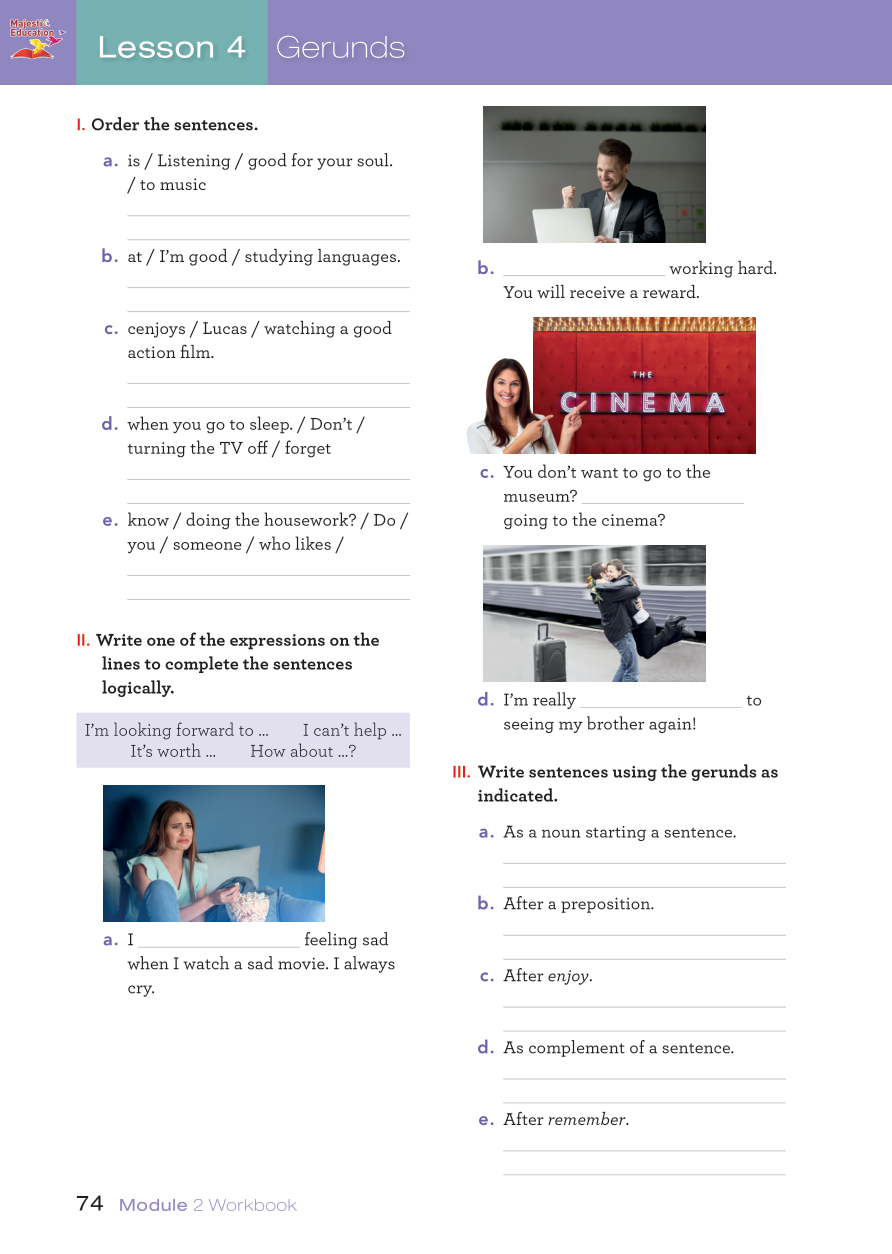 Majestic
Education
Lesson 4 Gerunds
I. Order the sentences.
a. is / Listening / good for your soul.
/ to music
b. at / I'm good / studying languages.
c. cenjoys / Lucas / watching a good
action film.
d. when you go to sleep. / Don't /
turning the TV off / forget
e. know / doing the housework? / Do /
you / someone / who likes /
II. Write one of the expressions on the
lines to complete the sentences
logically.
I'm looking forward to ... I can't help ...
It's worth ... How about ...?
a. I ____________________ feeling sad
when I watch a sad movie. I always
cry.
b. ____________________ working hard.
You will receive a reward.
THE
CINEMA
c. You don't want to go to the
museum? ____________________
going to the cinema?
d. I'm really ____________________ to
seeing my brother again!
III. Write sentences using the gerunds as
indicated.
a. As a noun starting a sentence.
b. After a preposition.
c. After enjoy.
d. As complement of a sentence.
e. After remember.
74 Module 2 Workbook